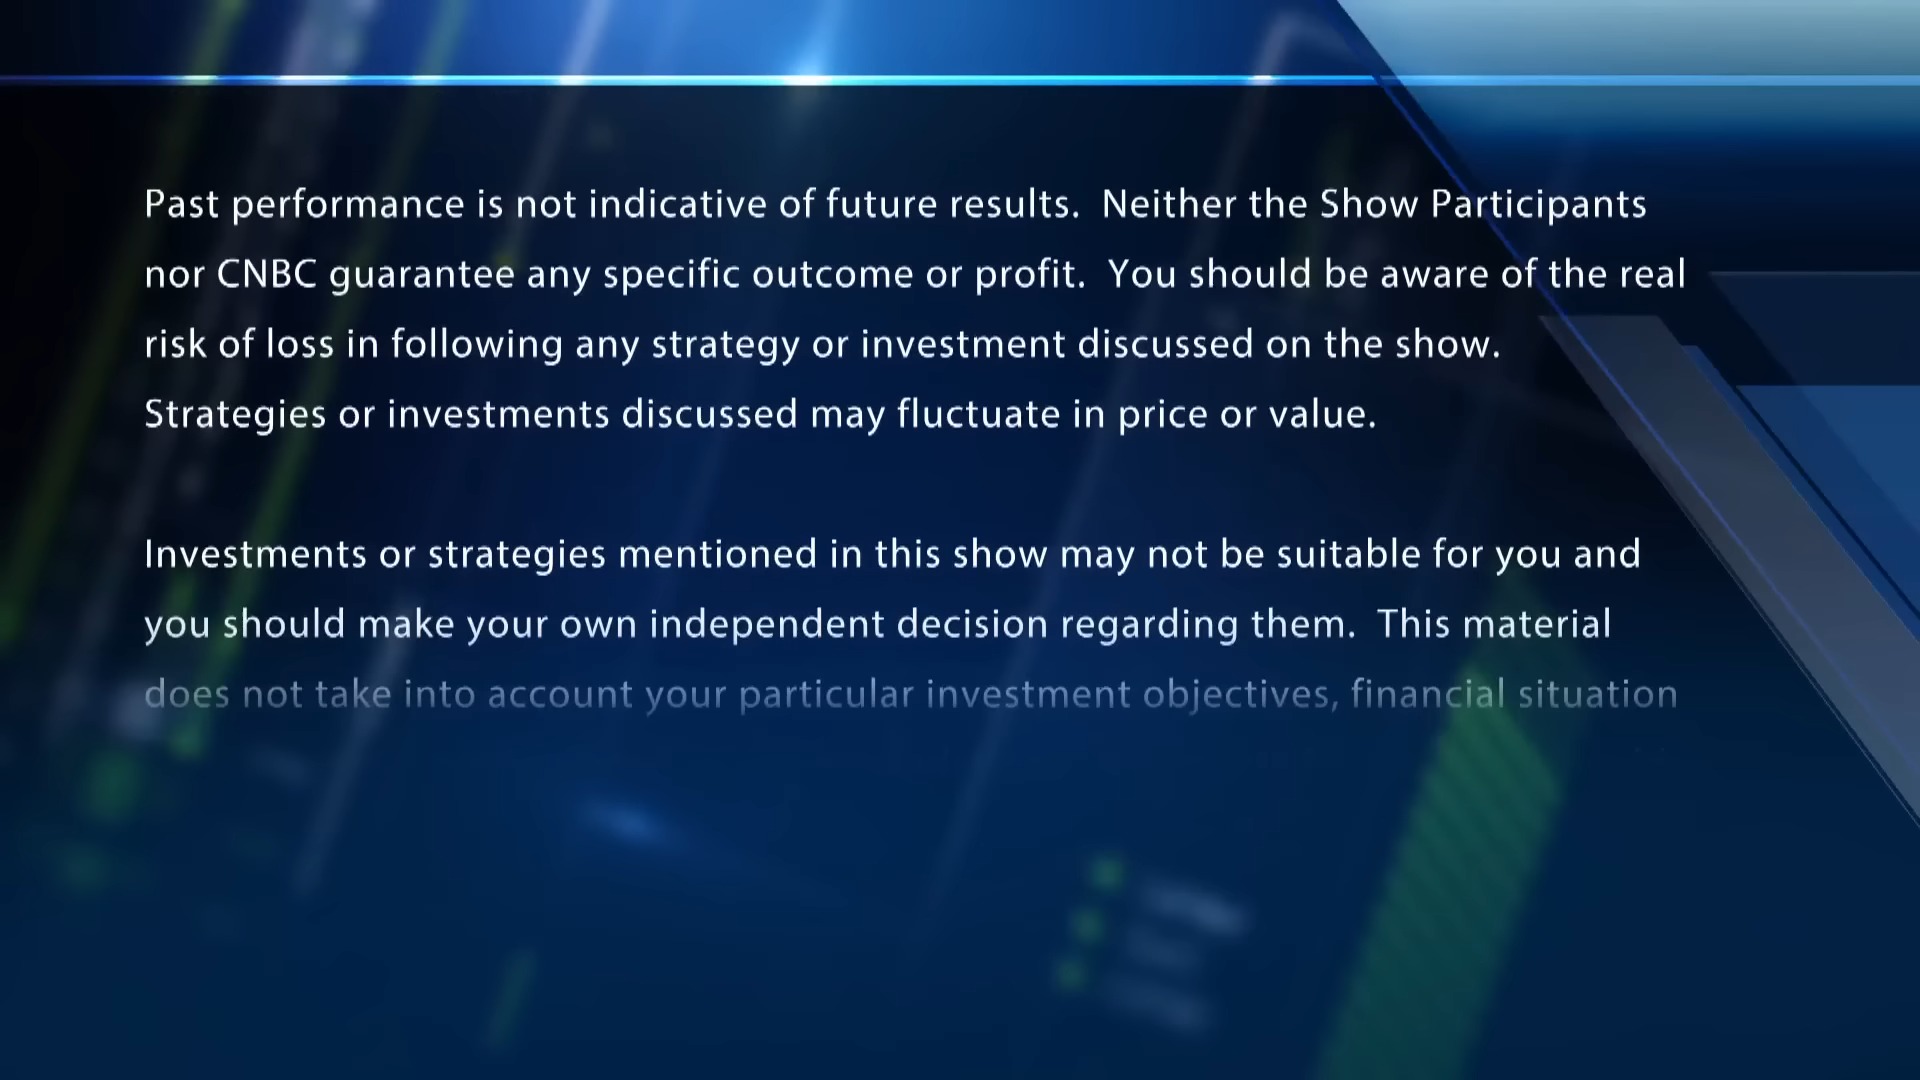 Past performance is not indicative of future results.  Neither the Show Participants
nor CNBC guarantee any specific outcome or profit.  You should be aware of the real
risk of loss in following any strategy or investment discussed on the show.
Strategies or investments discussed may fluctuate in price or value.
Investments or strategies mentioned in this show may not be suitable for you and
you should make your own independent decision regarding them.  This material
does not take into account your particular investment objectives, financial situation